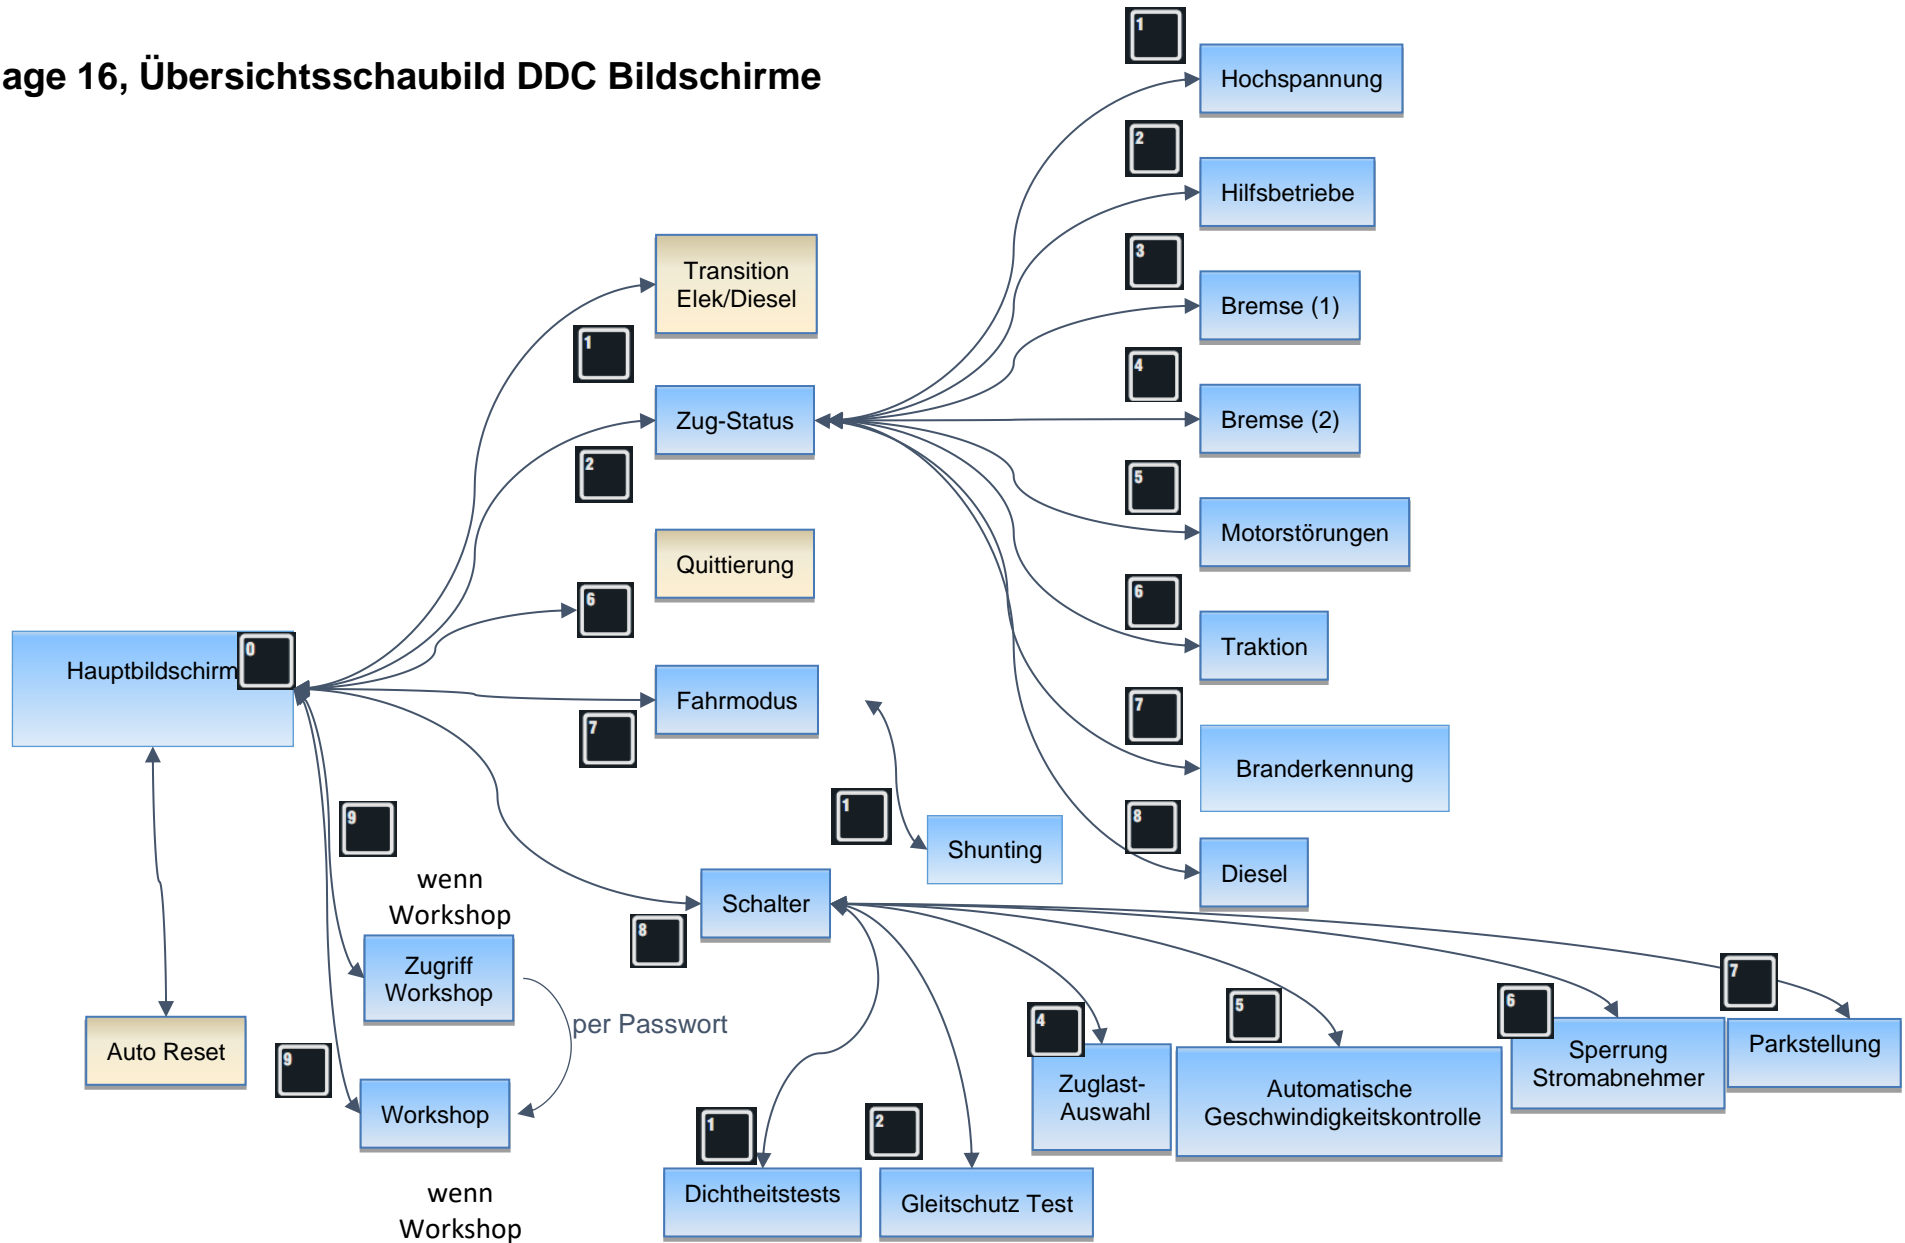 age 16, Übersichtsschaubild DDC Bildschirme
1
Hochspannung
2
Hilfsbetriebe
3
Bremse (1)
4
Bremse (2)
5
Motorstörungen
6
Traktion
7
Branderkennung
8
Diesel
Transition
Elek/Diesel
1
Zug-Status
2
Quittierung
6
Fahrmodus
7
Hauptbildschirm
0
1
Shunting
9
wenn
Workshop
Schalter
8
Zugriff
Workshop
per Passwort
Auto Reset
9
Workshop
wenn
Workshop
1
Dichtheitstests
2
Gleitschutz Test
4
Zuglast-
Auswahl
5
Automatische
Geschwindigkeitskontrolle
6
Sperrung
Stromabnehmer
7
Parkstellung